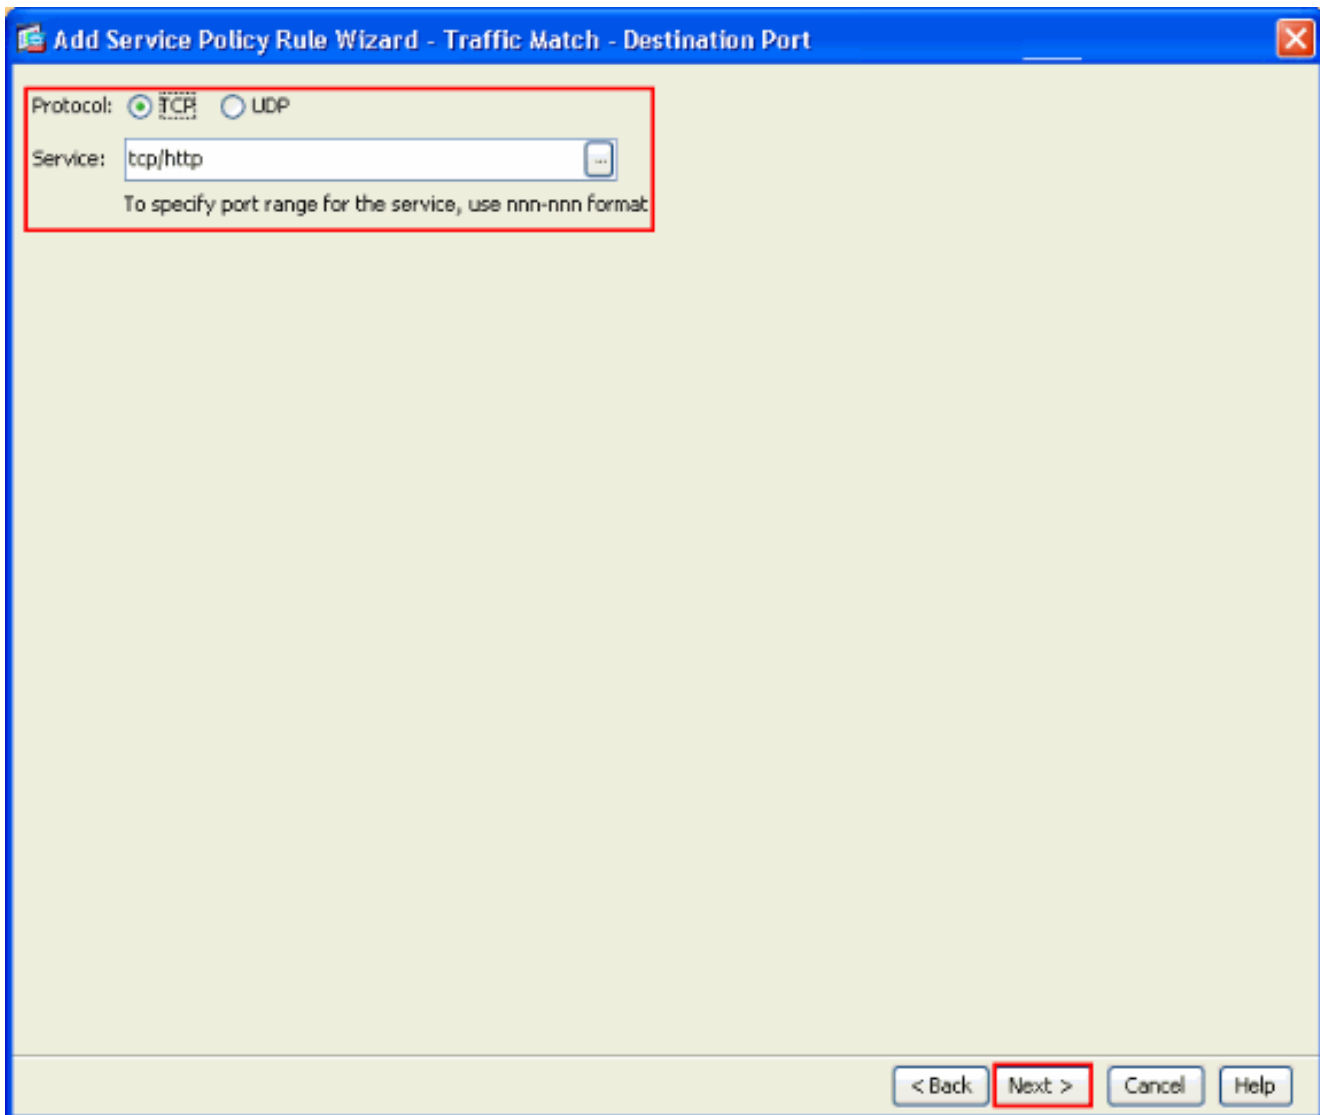 Add Service Policy Rule Wizard - Traffic Match - Destination Port
Protocol: TCP UDP
Service: tcp/http ...
To specify port range for the service, use nnn-nnn format
< Back Next > Cancel Help